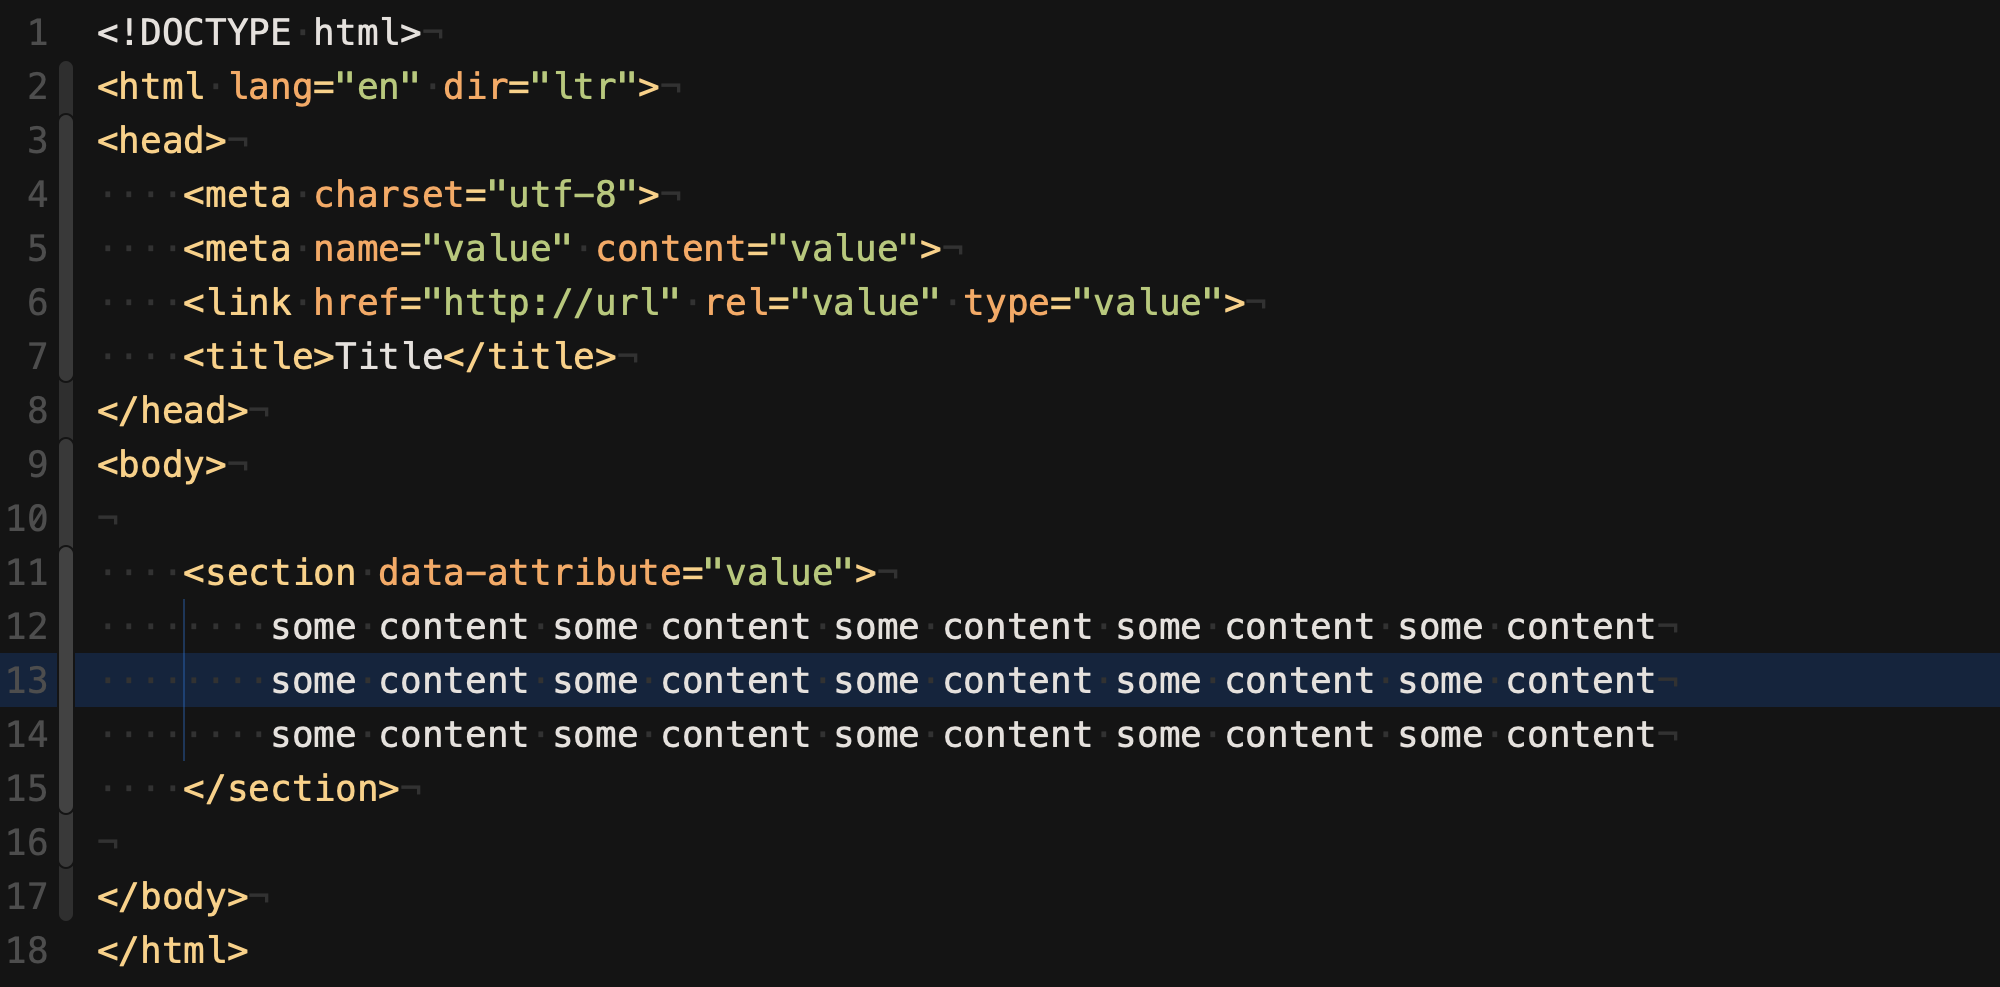 1 <!DOCTYPE html>
2 <html lang="en" dir="ltr">
3 <head>
4     <meta charset="utf-8">
5     <meta name="value" content="value">
6     <link href="http://url" rel="value" type="value">
7     <title>Title</title>
8 </head>
9 <body>
10
11     <section data-attribute="value">
12         some content some content some content some content some content
13         some content some content some content some content some content
14         some content some content some content some content some content
15     </section>
16
17 </body>
18 </html>